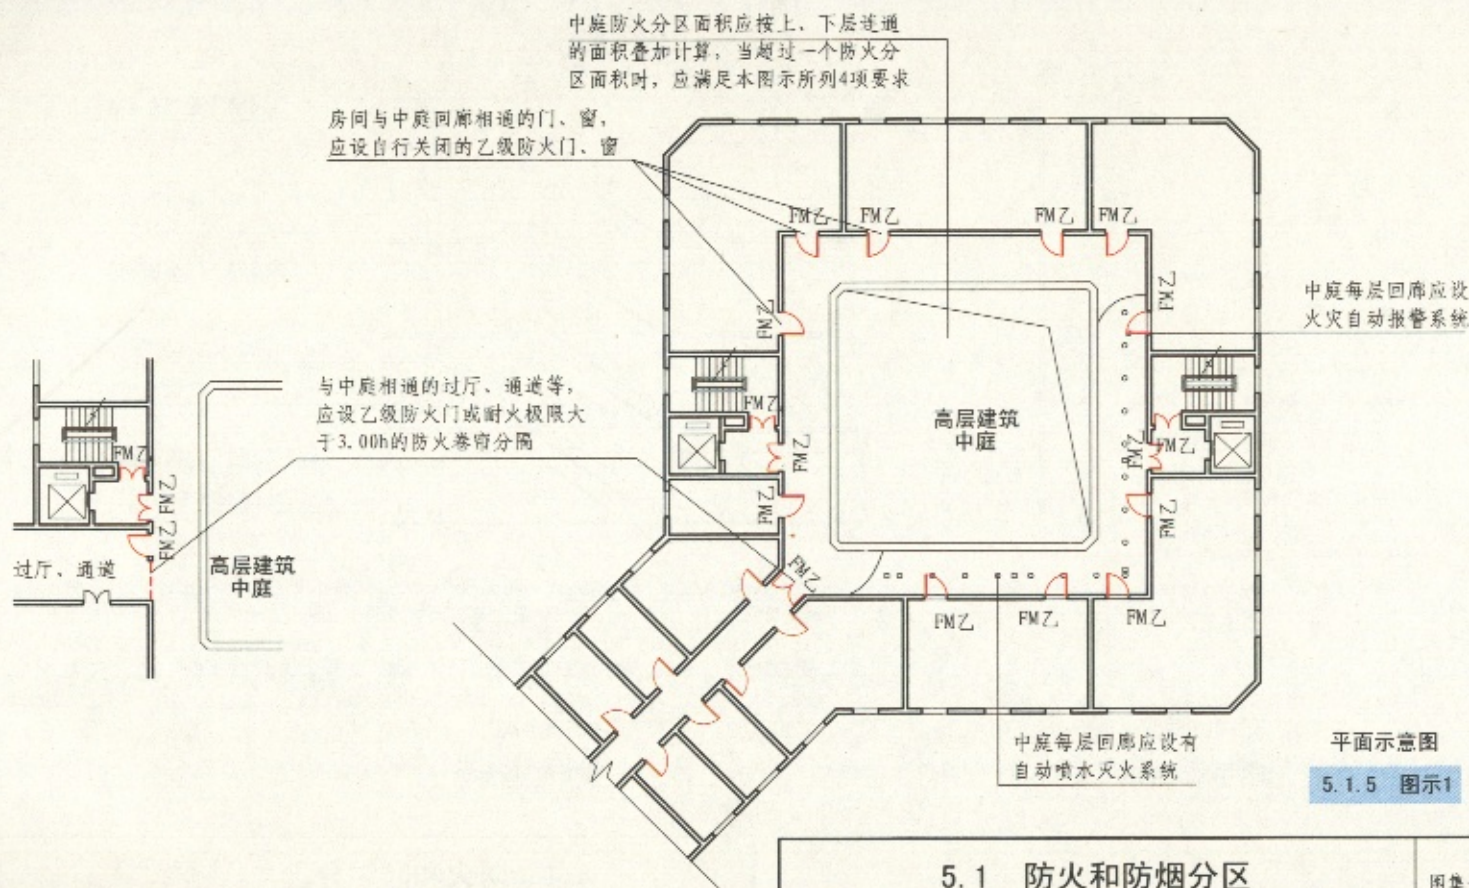 中庭防火分区面积应按上、下层连通
的面积叠加计算，当超过一个防火分
区面积时，应满足本图示所列4项要求
房间与中庭回廊相通的门、窗，
应设自行关闭的乙级防火门、窗
FM乙
FM乙
FM乙
FM乙
FM乙
FM乙
中庭每层回廊应设
火灾自动报警系统
与中庭相通的过厅、通道等，
应设乙级防火门或耐火极限大
于3.00h的防火卷帘分隔
高层建筑
中庭
FM乙
FM乙
FM乙
FM乙
FM乙
FM乙
FM乙
FM乙
FM乙
FM乙
过厅、通道
高层建筑
中庭
FM乙
FM乙
FM乙
FM乙
中庭每层回廊应设有
自动喷水灭火系统
平面示意图
5.1.5 图示1
5.1 防火和防烟分区
图集